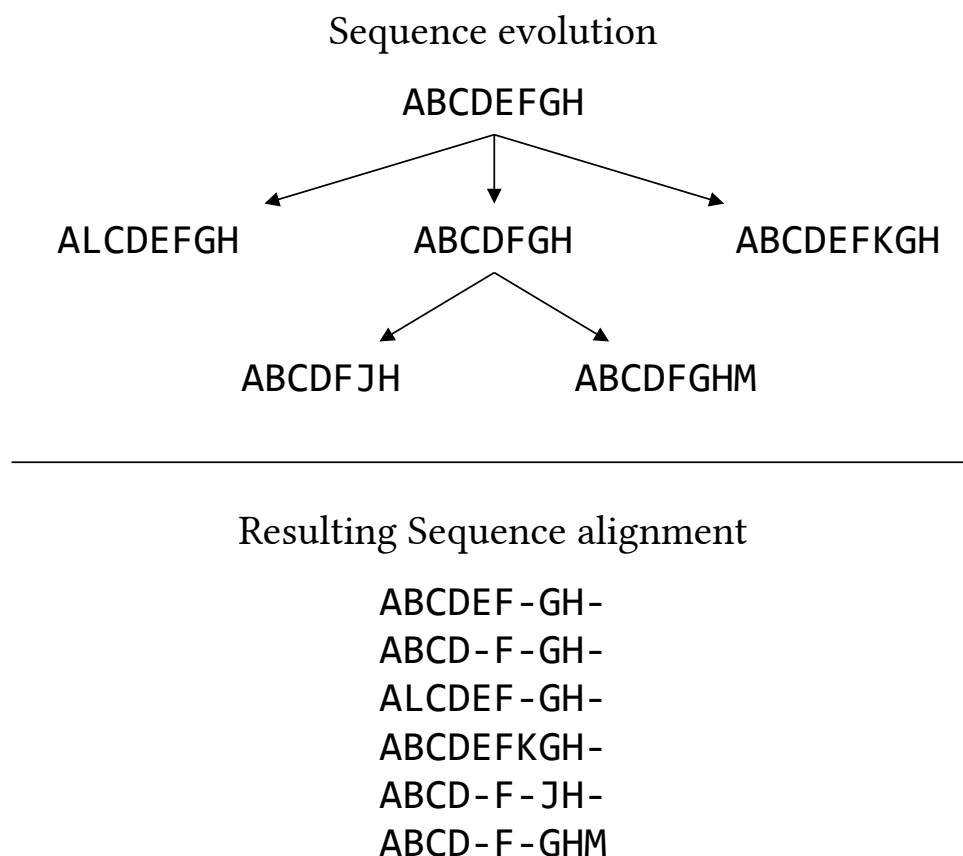 Sequence evolution
ABCDEFGH
ALCDEFGH ABCDFGH ABCDEFKGH
ABCDFJH ABCDFGHM
Resulting Sequence alignment
ABCDEF-GH-
ABCD-F-GH-
ALCDEF-GH-
ABCDEFKGH-
ABCD-F-JH-
ABCD-F-GHM